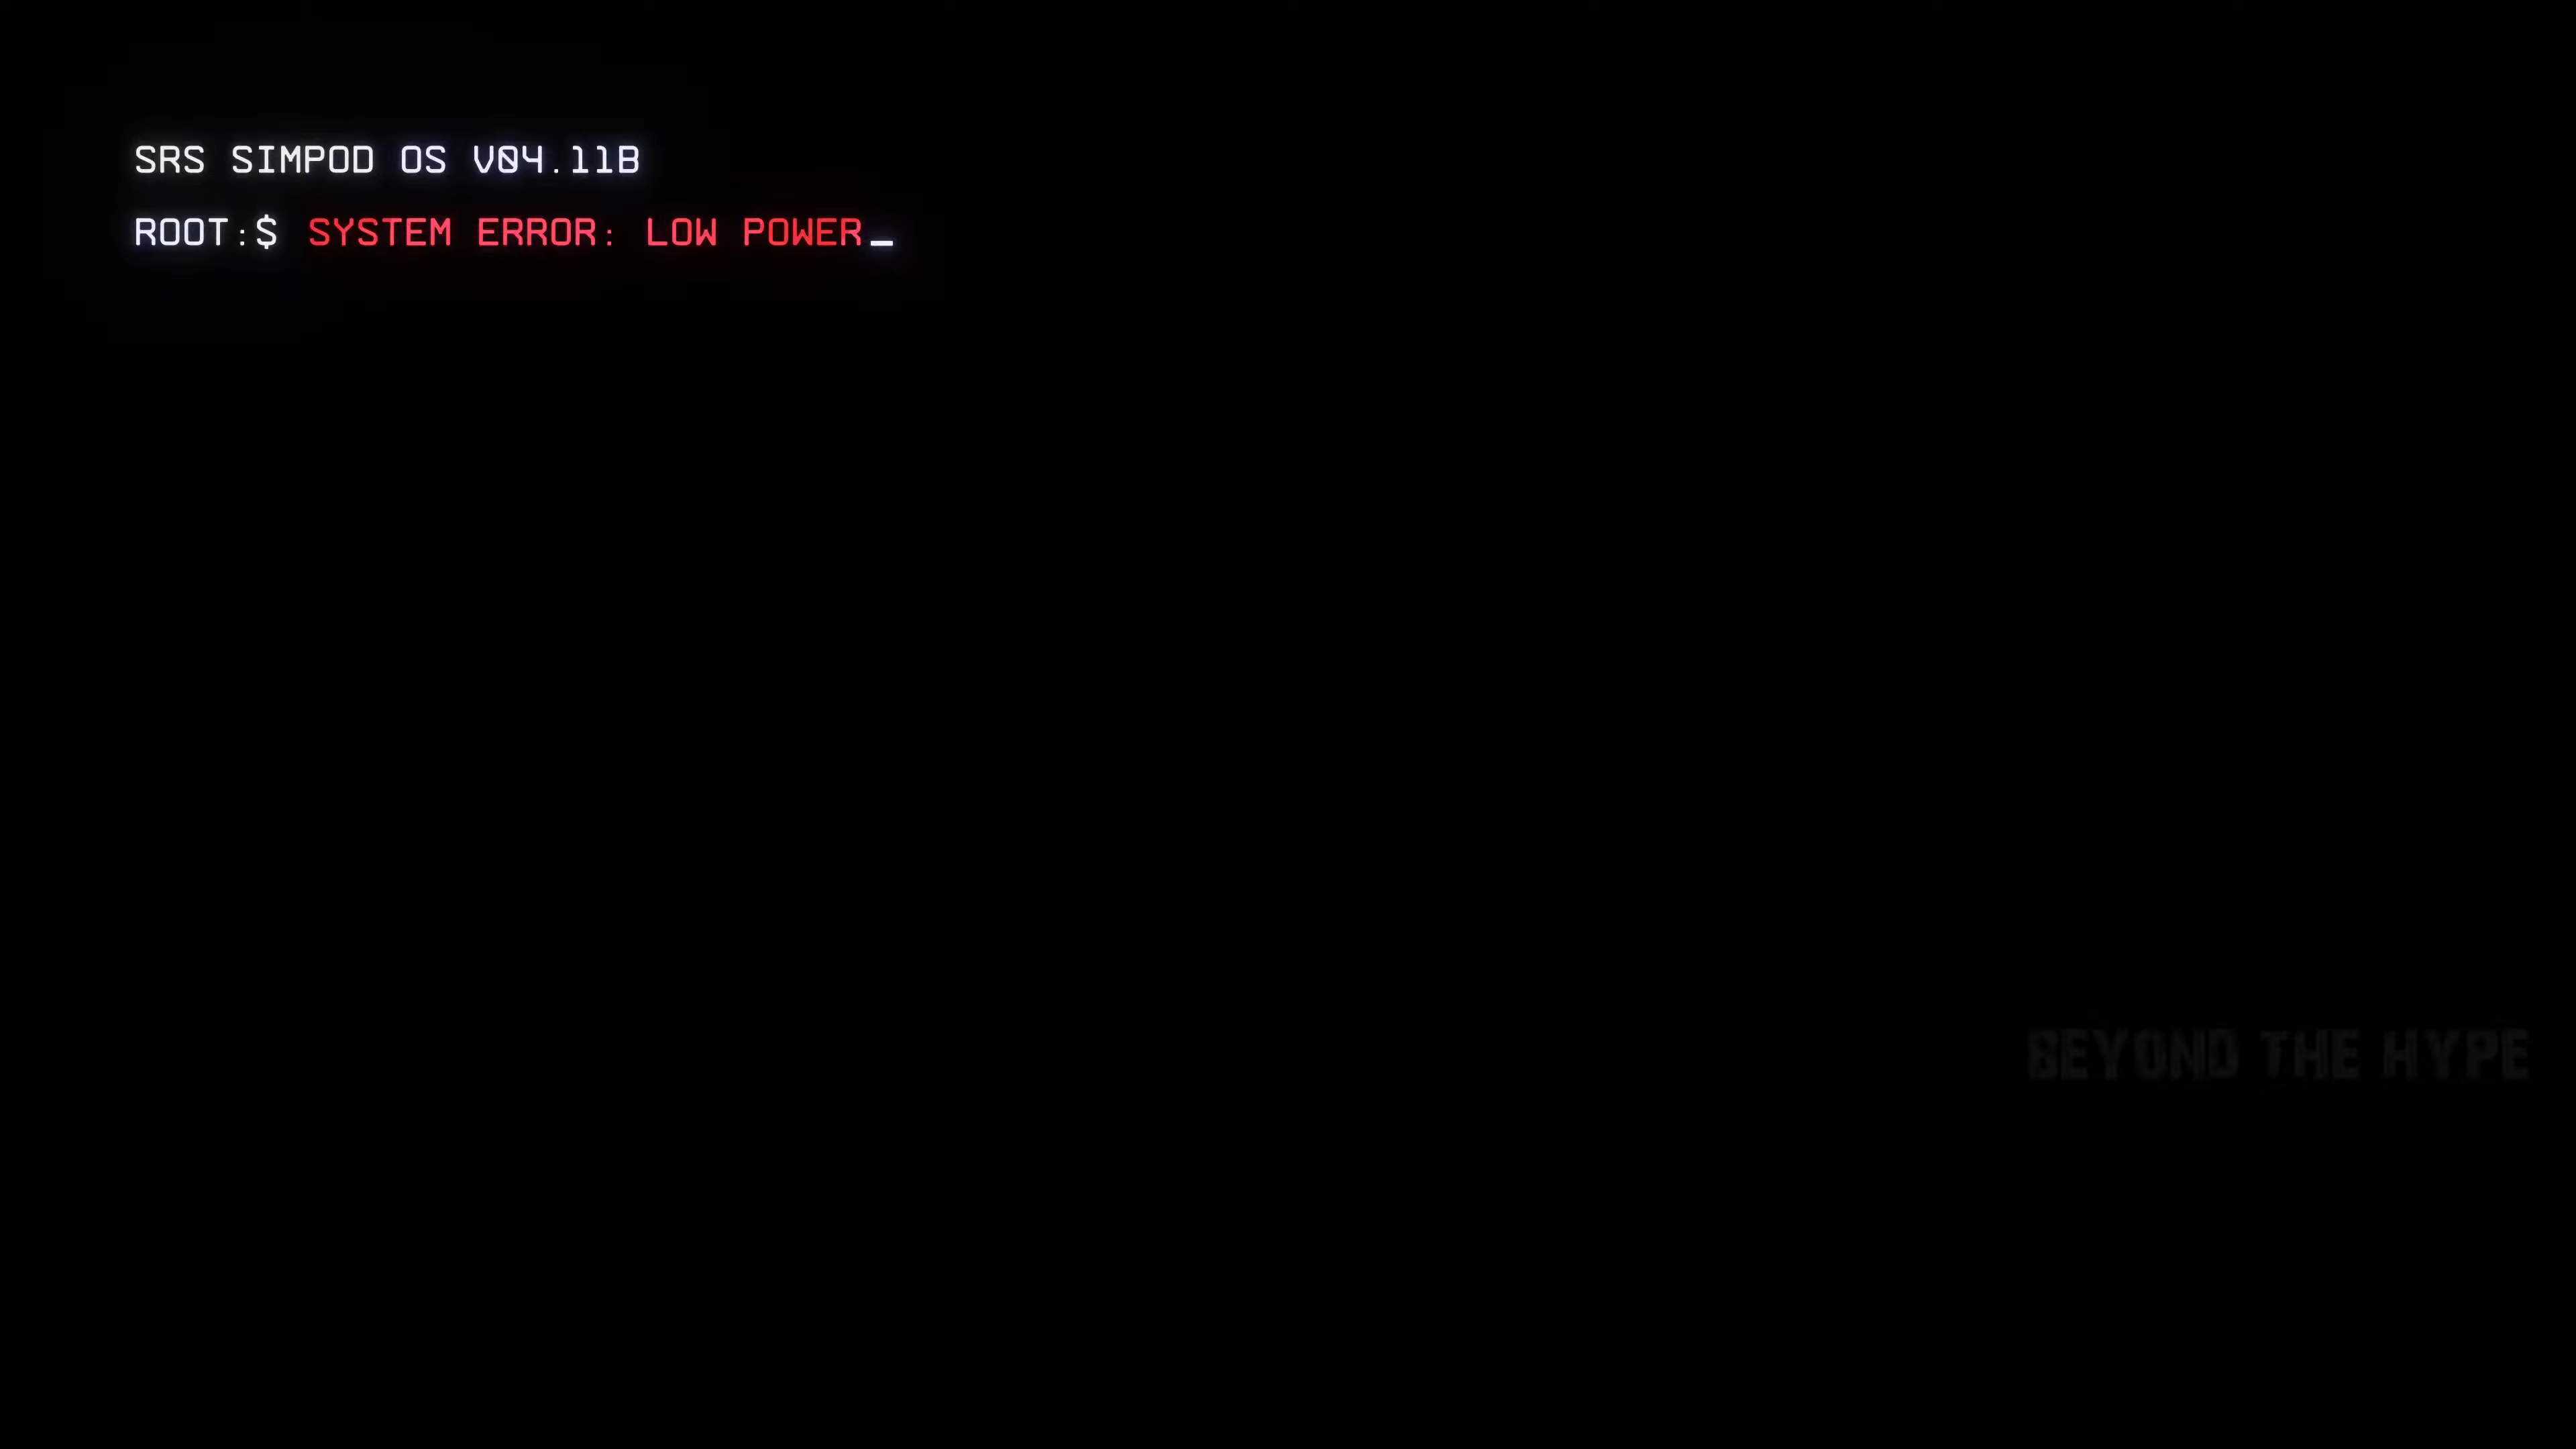 SRS SIMPOD OS V04.11B
ROOT:$ SYSTEM ERROR: LOW POWER_
BEYOND THE HYPE